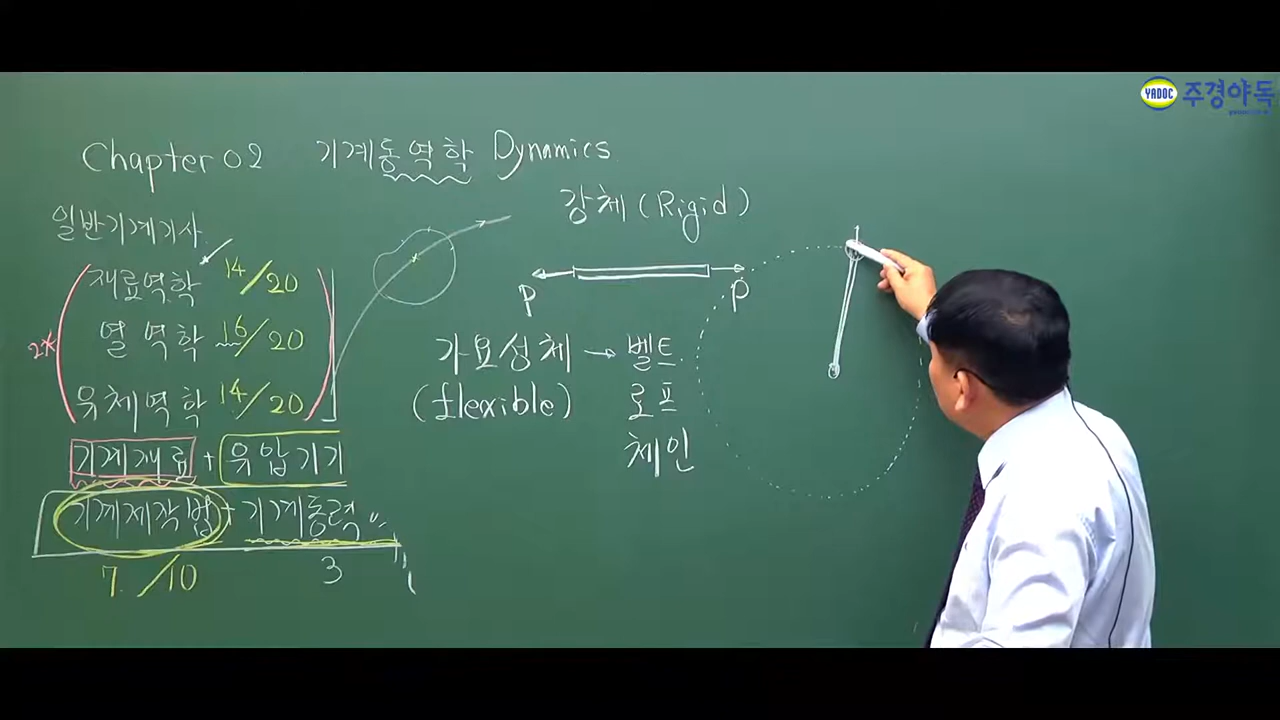 YADOC 주경야독
Chapter 02 기계동역학 Dynamics
일반기계기사
재료역학 14/20
2* 열역학 16/20
유체역학 14/20
기계재료 + 유압기기
기계제작법 + 기계동력
7. /10 3
강체 (Rigid)
P P
가요성체 → 벨트
(flexible) 로프
체인